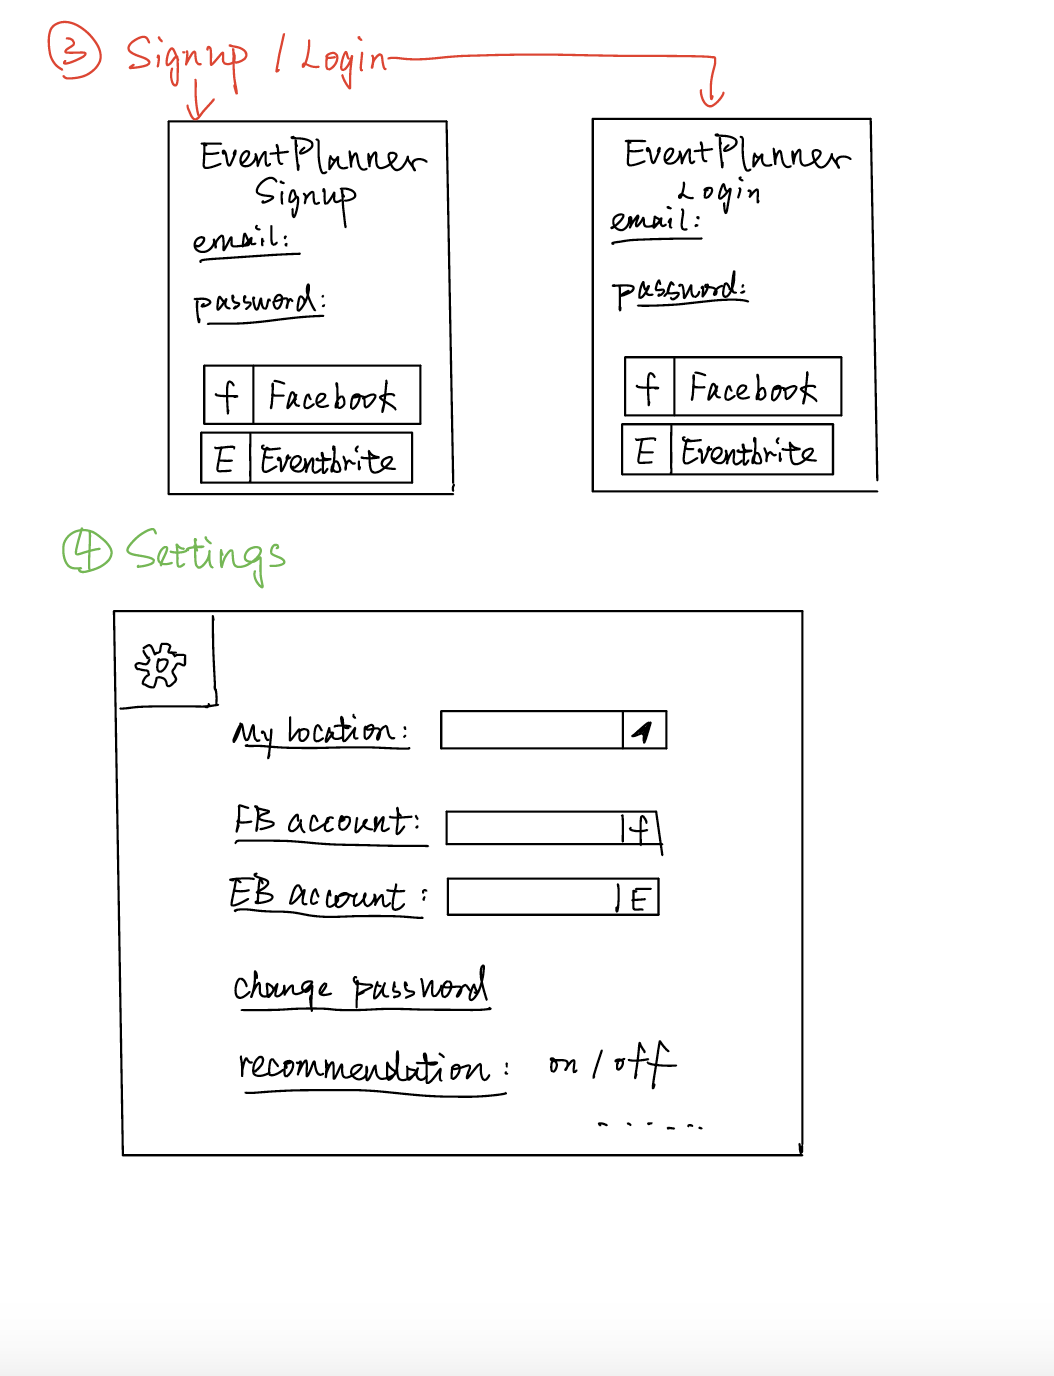 ③ Signup / Login
EventPlanner
Signup
email:
password:
f Facebook
E Eventbrite
EventPlanner
Login
email:
password:
f Facebook
E Eventbrite
④ Settings
My location:
FB account: f
EB account: E
change password
recommendation: on / off
......